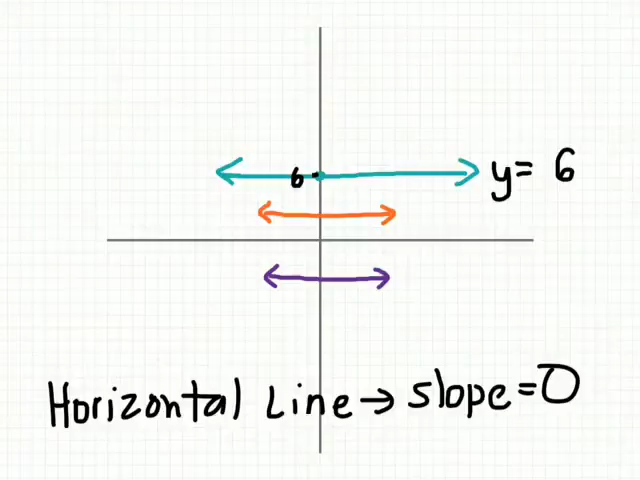 6
y= 6
Horizontal Line → slope=0